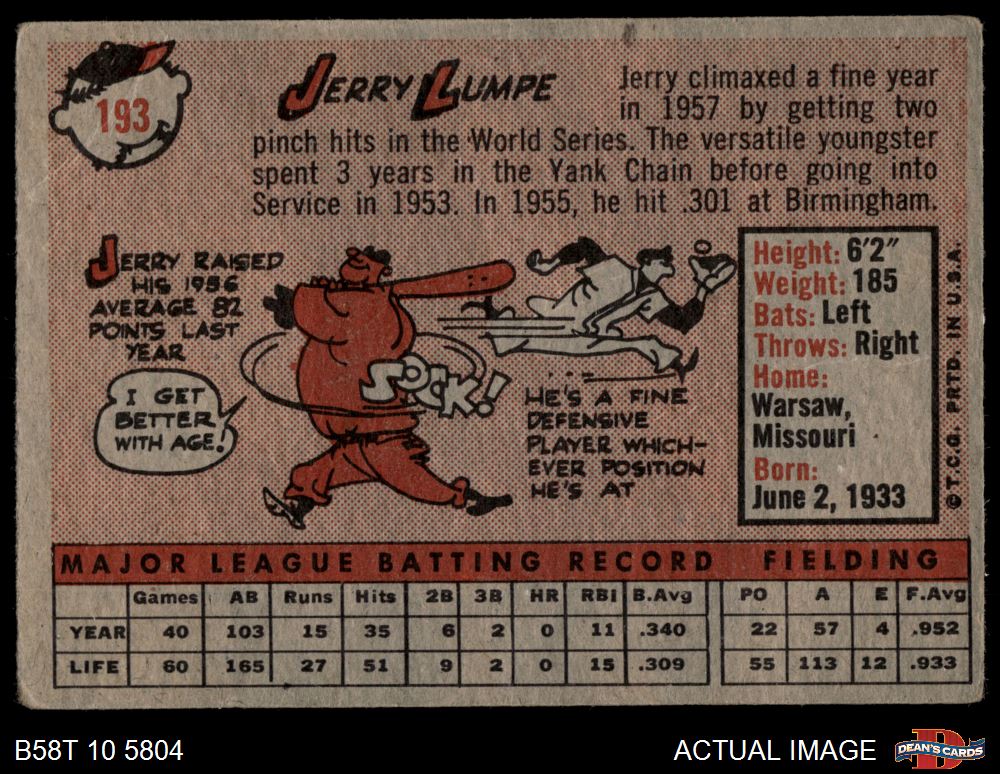 193
JERRY LUMPE
Jerry climaxed a fine year
in 1957 by getting two
pinch hits in the World Series. The versatile youngster
spent 3 years in the Yank Chain before going into
Service in 1953. In 1955, he hit .301 at Birmingham.
JERRY RAISED
HIS 1956
AVERAGE 82
POINTS LAST
YEAR
I GET
BETTER
WITH AGE!
SOCK!
HE'S A FINE
DEFENSIVE
PLAYER WHICH-
EVER POSITION
HE'S AT
Height: 6'2"
Weight: 185
Bats: Left
Throws: Right
Home:
Warsaw,
Missouri
Born:
June 2, 1933
© T.C.G. PRTD. IN U.S.A.
MAJOR LEAGUE BATTING RECORD FIELDING
Games AB Runs Hits 2B 3B HR RBI B.Avg PO A E F.Avg
YEAR 40 103 15 35 6 2 0 11 .340 22 57 4 .952
LIFE 60 165 27 51 9 2 0 15 .309 55 113 12 .933
B58T 10 5804
ACTUAL IMAGE
DEAN'S CARDS